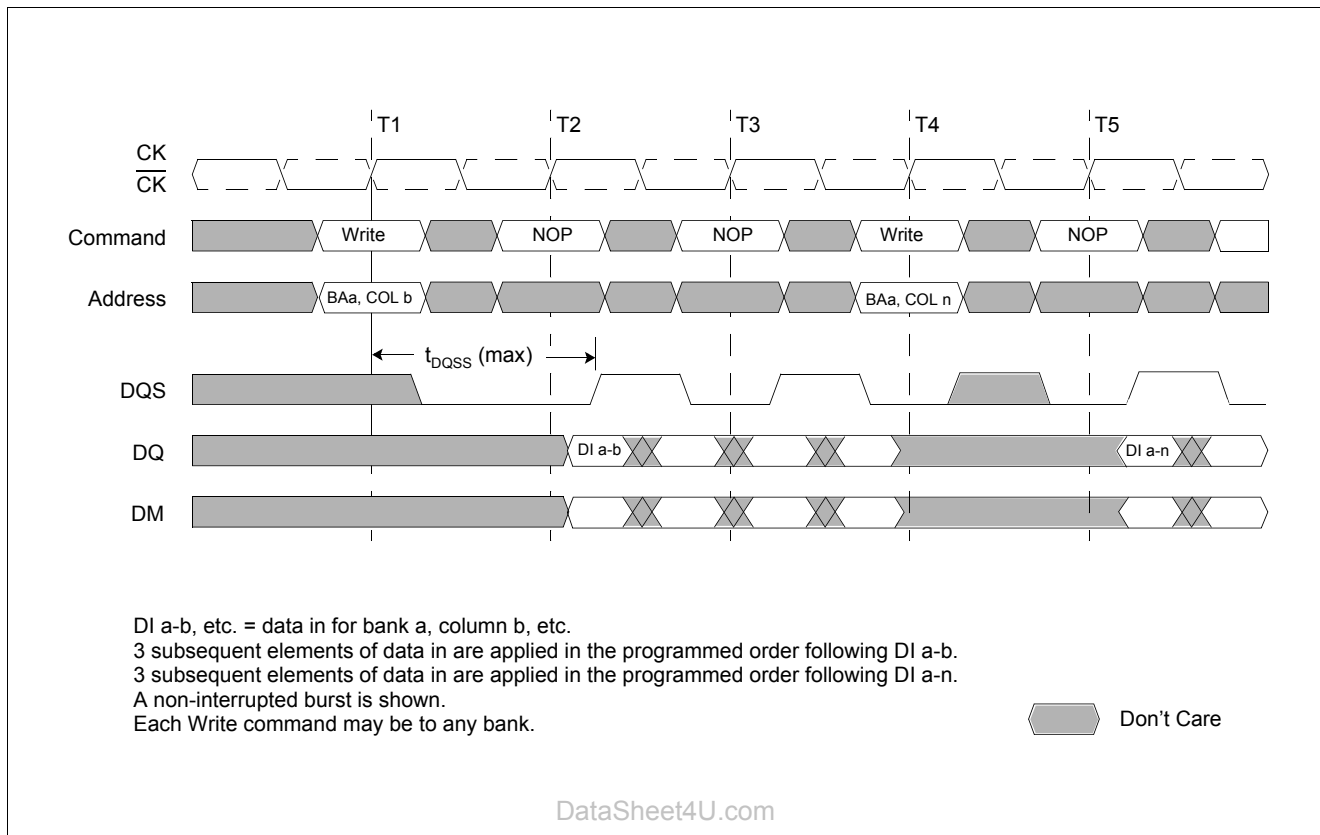 T1 T2 T3 T4 T5
CK
CK
Command Write NOP NOP Write NOP
Address BAa, COL b BAa, COL n
tDQSS (max)
DQS
DQ DI a-b DI a-n
DM
DI a-b, etc. = data in for bank a, column b, etc.
3 subsequent elements of data in are applied in the programmed order following DI a-b.
3 subsequent elements of data in are applied in the programmed order following DI a-n.
A non-interrupted burst is shown.
Each Write command may be to any bank.
Don't Care
DataSheet4U.com